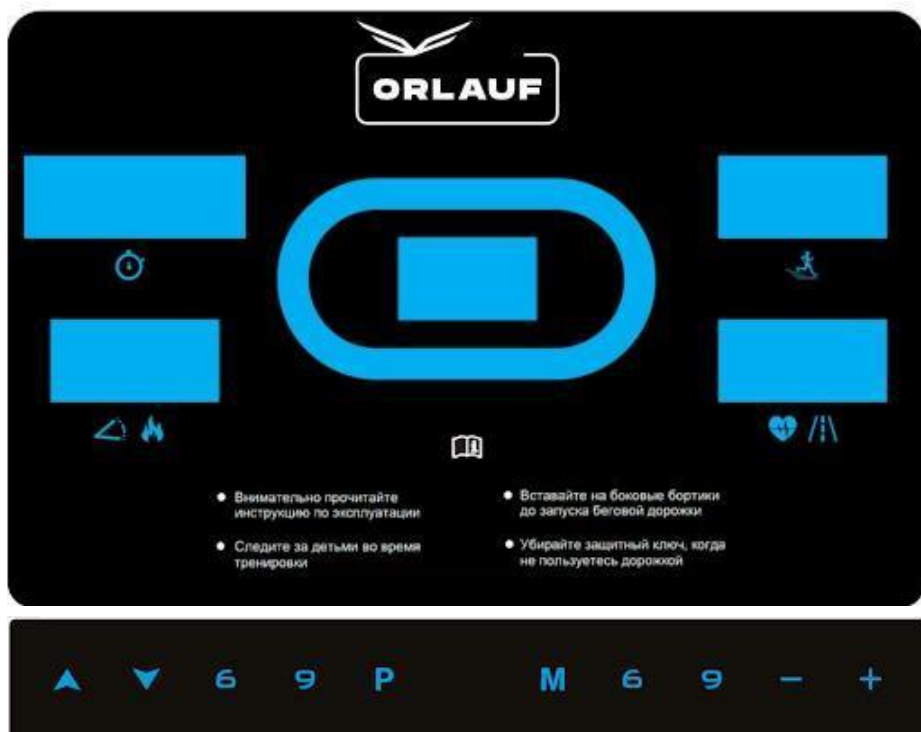 ORLAUF
Внимательно прочитайте
инструкцию по эксплуатации
Следите за детьми во время
тренировки
Вставайте на боковые бортики
до запуска беговой дорожки
Убирайте защитный ключ, когда
не пользуетесь дорожкой
6 9 P M 6 9 − +